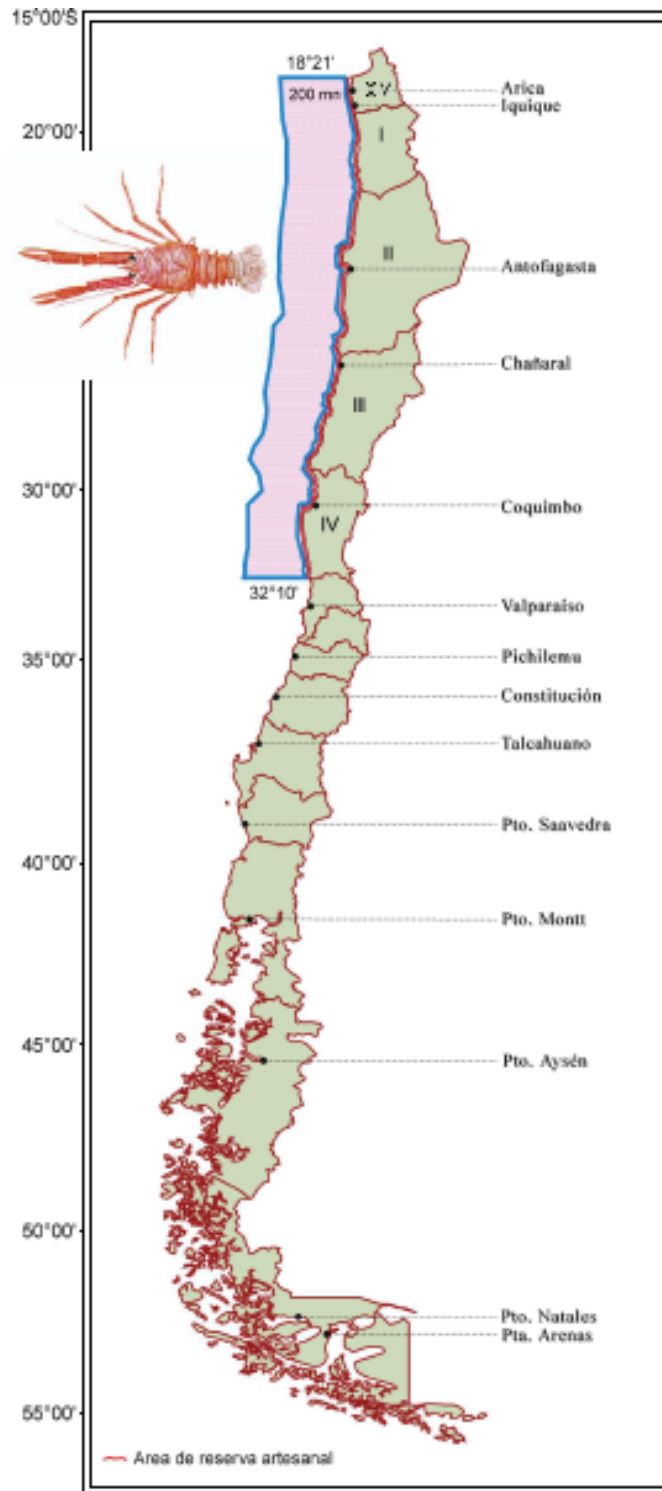 15°00'S
18°21'
200 mn
XV
Arica
Iquique
20°00'
I
II
Antofagasta
Chañaral
III
30°00'
IV
Coquimbo
32°10'
Valparaíso
35°00'
Pichilemu
Constitución
Talcahuano
Pto. Saavedra
40°00'
Pto. Montt
45°00'
Pto. Aysén
50°00'
Pto. Natales
Pta. Arenas
55°00'
Area de reserva artesanal